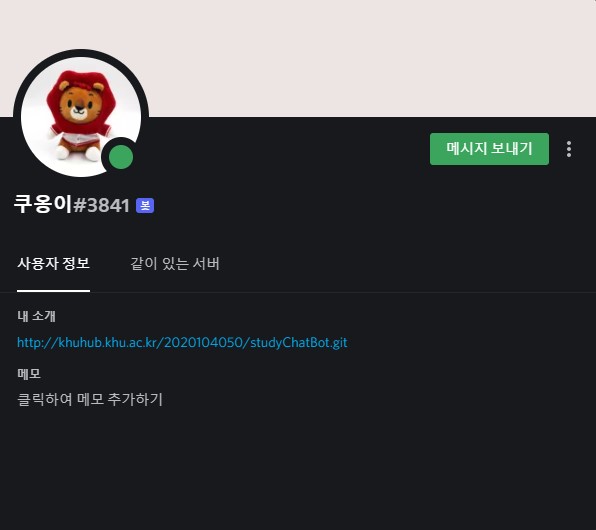 메시지 보내기
쿠옹이#3841 봇
사용자 정보 같이 있는 서버
내 소개
http://khuhub.khu.ac.kr/2020104050/studyChatBot.git
메모
클릭하여 메모 추가하기